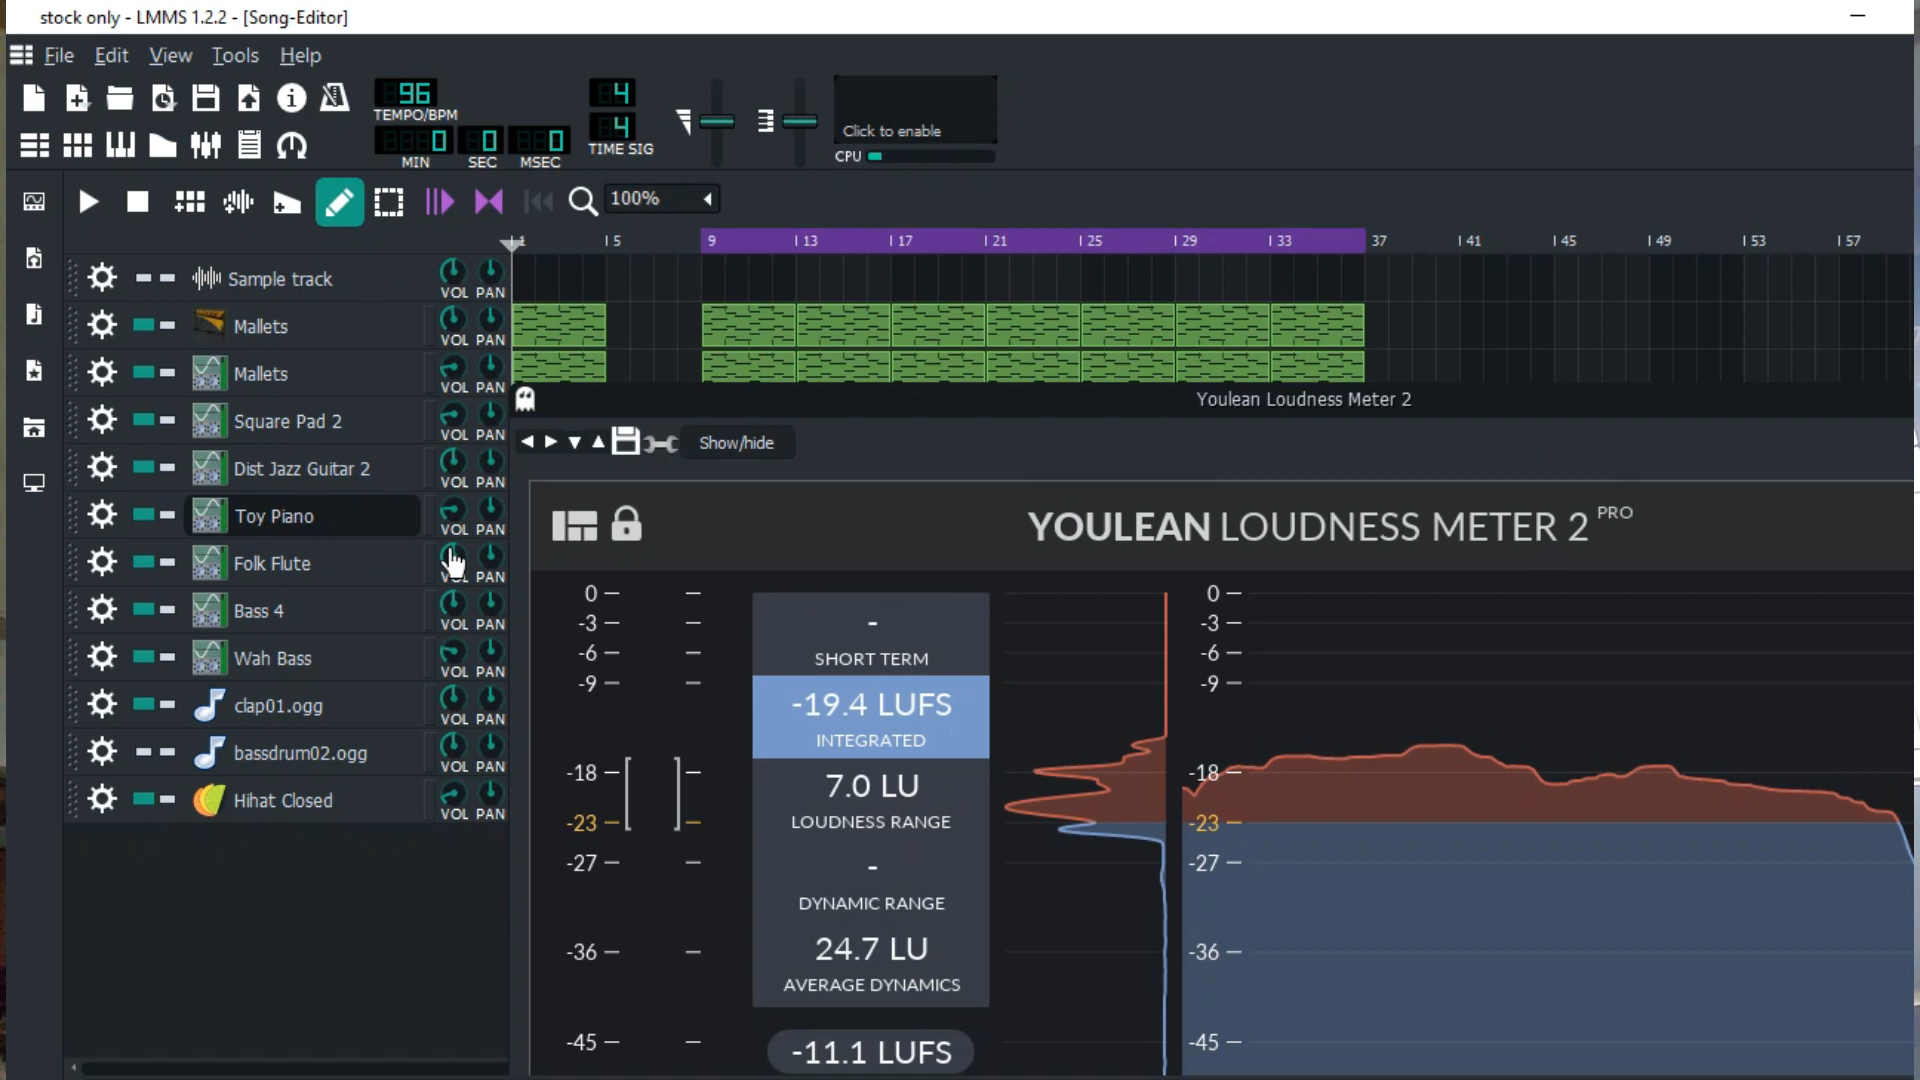 stock only - LMMS 1.2.2 - [Song-Editor]
File Edit View Tools Help
96
TEMPO/BPM
0 0 0
MIN SEC MSEC
4
4
TIME SIG
Click to enable
CPU
100%
1 5 9 13 17 21 25 29 33 37 41 45 49 53 57
Sample track VOL PAN
Mallets VOL PAN
Mallets VOL PAN
Square Pad 2 VOL PAN
Dist Jazz Guitar 2 VOL PAN
Toy Piano VOL PAN
Folk Flute VOL PAN
Bass 4 VOL PAN
Wah Bass VOL PAN
clap01.ogg VOL PAN
bassdrum02.ogg VOL PAN
Hihat Closed VOL PAN
Youlean Loudness Meter 2
Show/hide
YOULEAN LOUDNESS METER 2 PRO
0
-3
-6
-9
-18
-23
-27
-36
-45
-
SHORT TERM
-19.4 LUFS
INTEGRATED
7.0 LU
LOUDNESS RANGE
-
DYNAMIC RANGE
24.7 LU
AVERAGE DYNAMICS
-11.1 LUFS
0
-3
-6
-9
-18
-23
-27
-36
-45